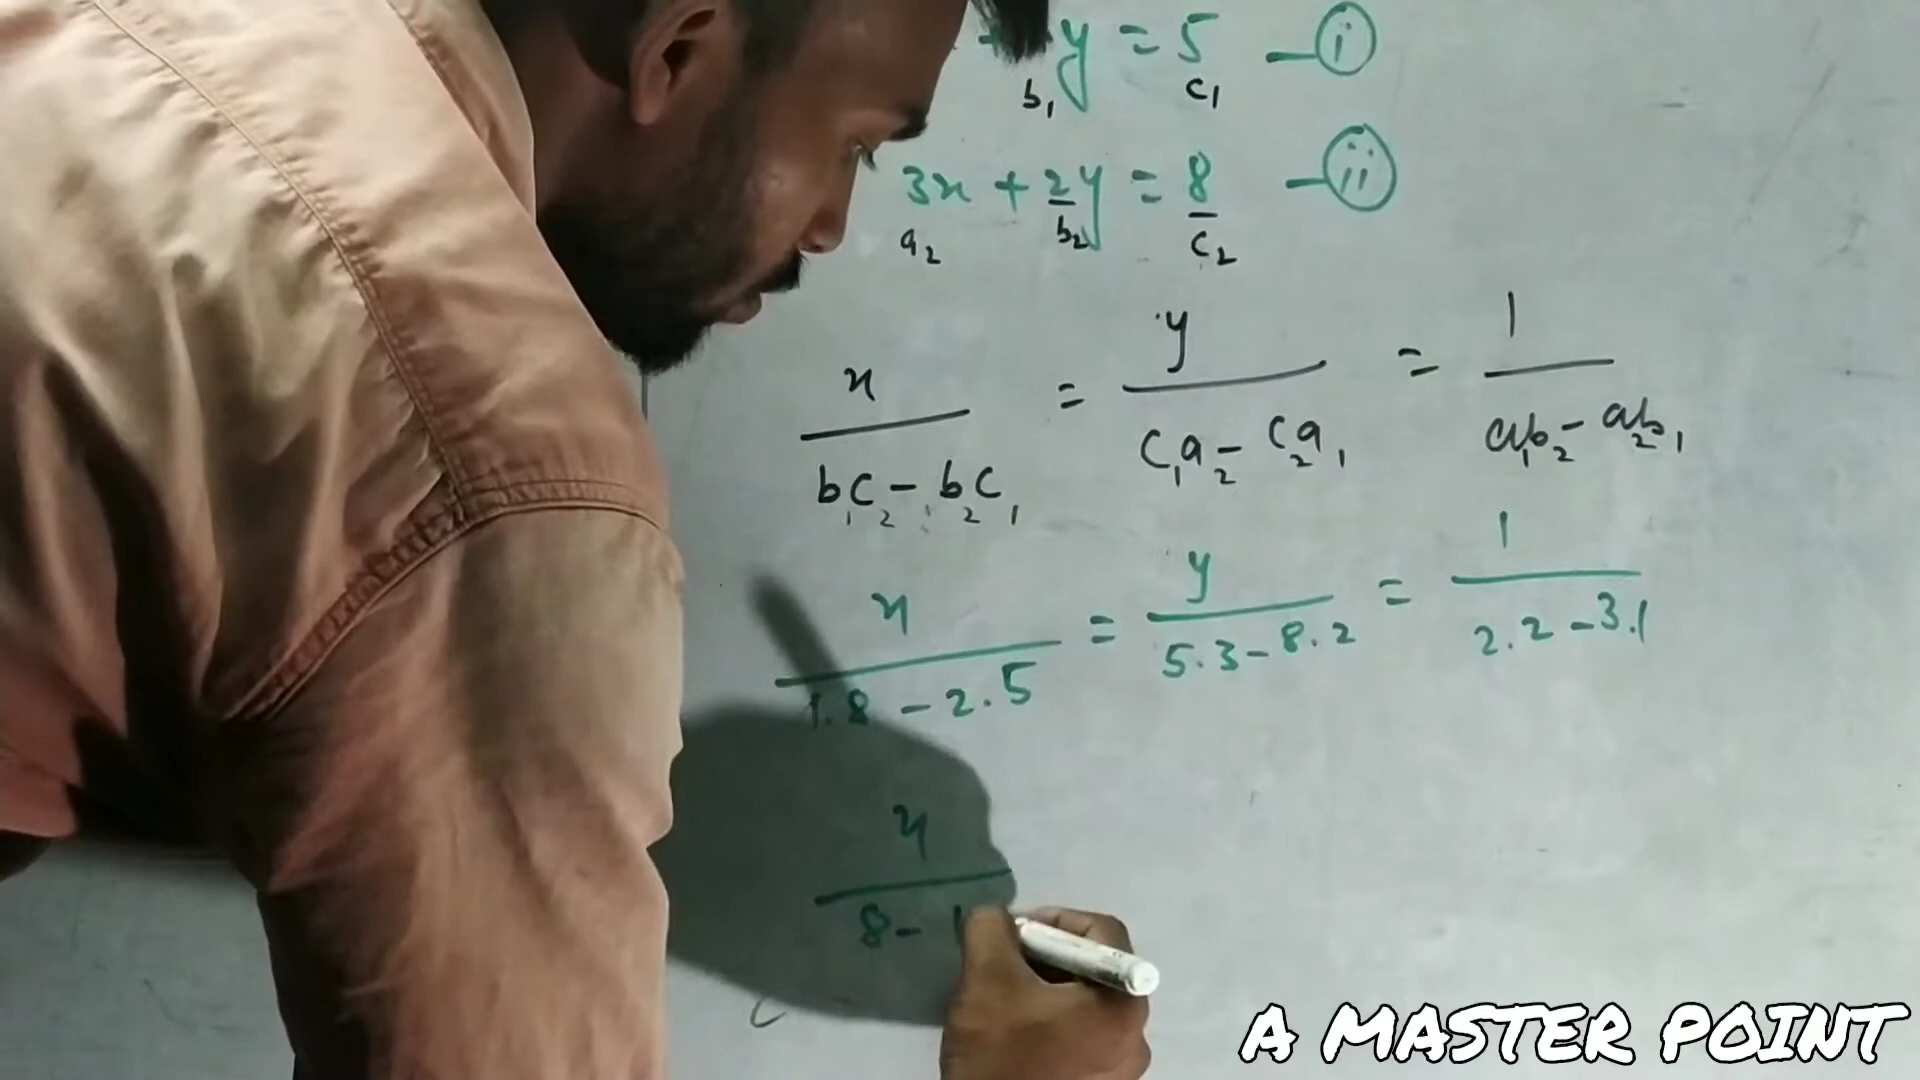 + y = 5 — i
b₁ c₁
3x + 2y = 8 — ii
a₂ b₂ c₂
x/(b₁c₂ - b₂c₁) = y/(c₁a₂ - c₂a₁) = 1/(a₁b₂ - a₂b₁)
x/(1.8 - 2.5) = y/(5.3 - 8.2) = 1/(2.2 - 3.1)
x/(8 - 1
A MASTER POINT